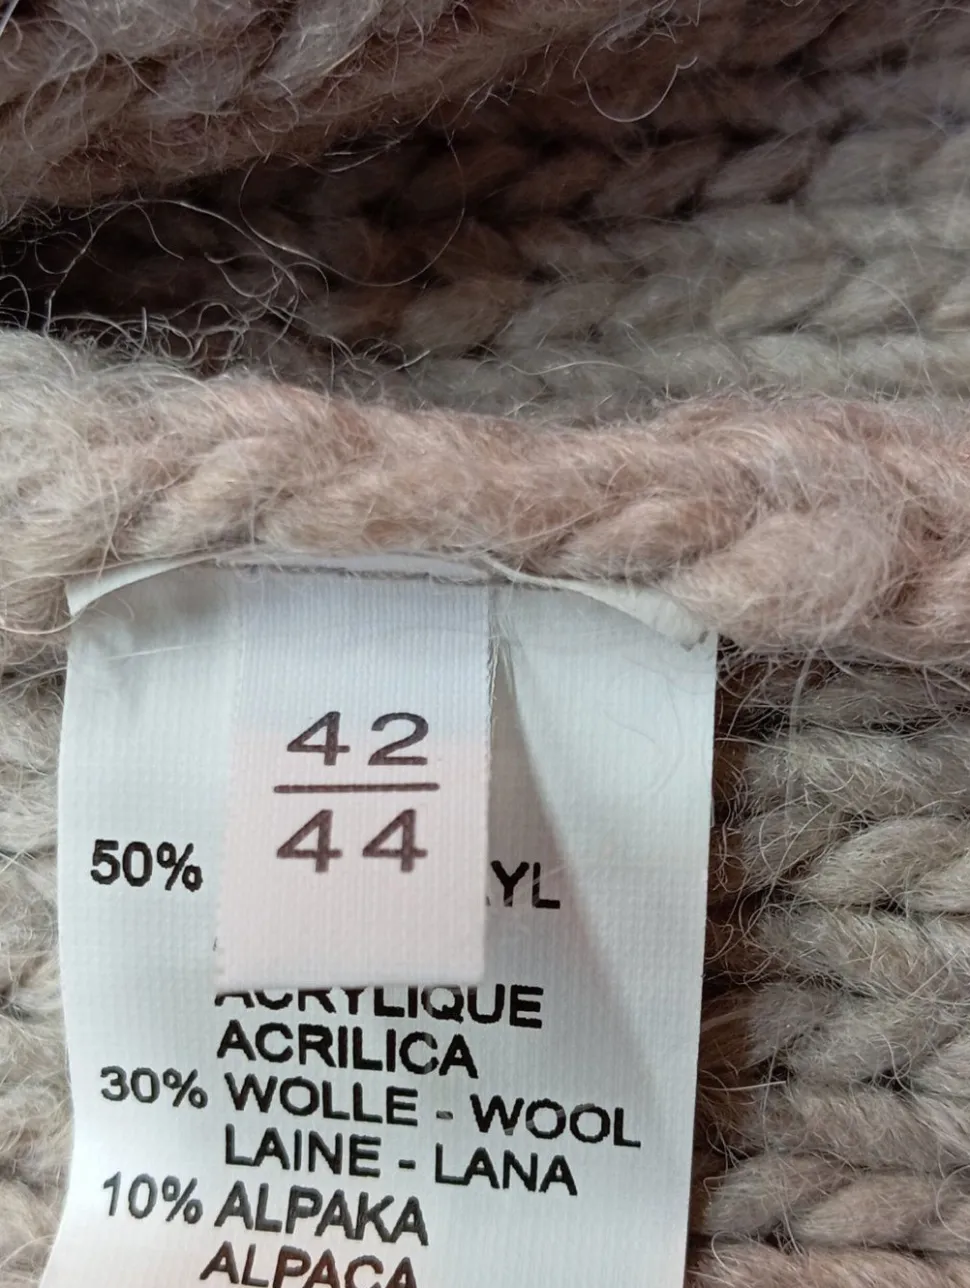 42
44
50%
YL
ACRYLIQUE
ACRILICA
30% WOLLE - WOOL
LAINE - LANA
10% ALPAKA
ALPACA